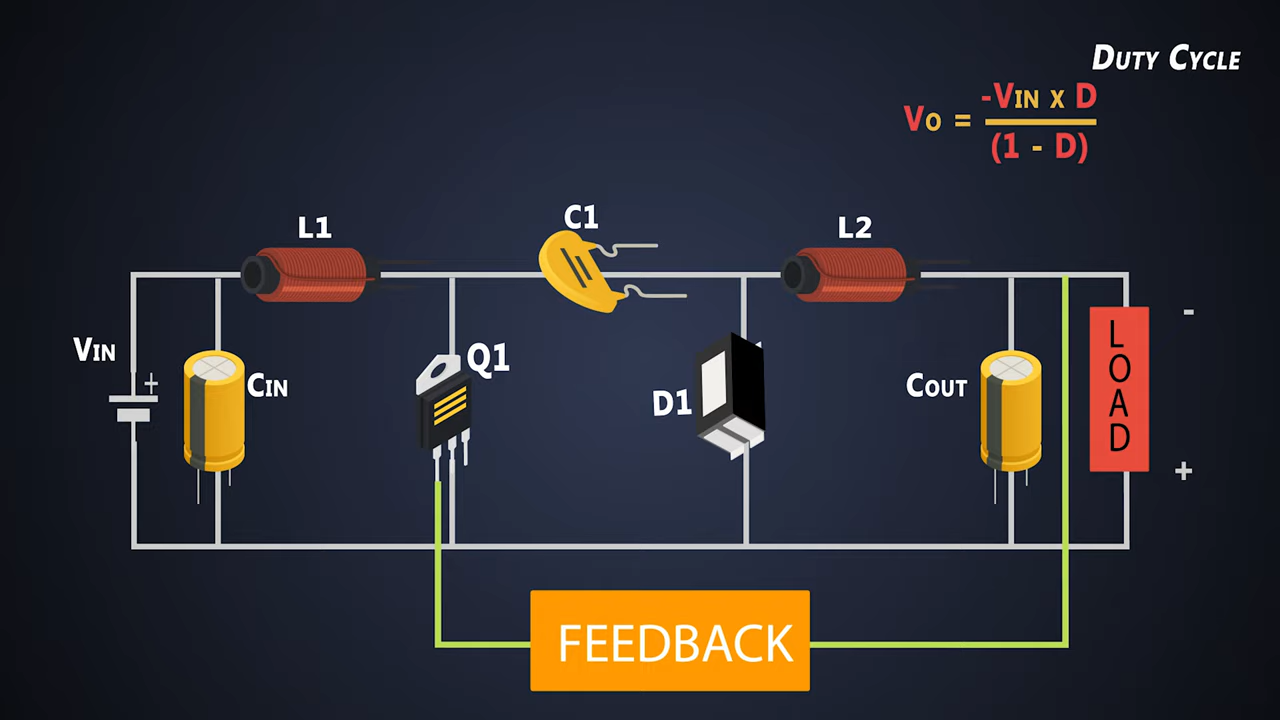 DUTY CYCLE
VO = -VIN X D
(1 - D)
L1
C1
L2
VIN
+
CIN
Q1
D1
COUT
LOAD
-
+
FEEDBACK